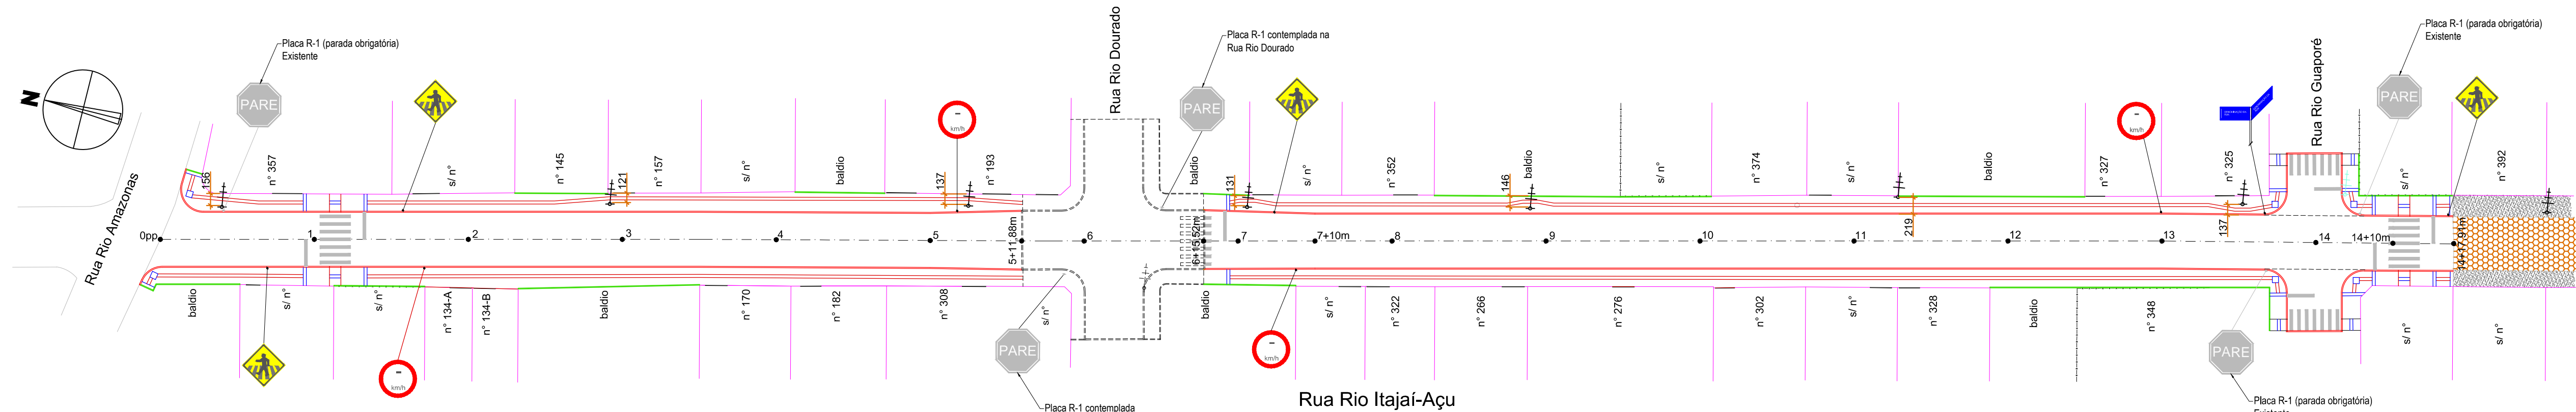 Placa R-1 (parada obrigatória)
Existente
PARE
N
Rua Rio Amazonas
156
n° 357
s/ n°
n° 145
121
n° 157
s/ n°
baldio
137
n° 193
-
km/h
Rua Rio Dourado
Placa R-1 contemplada na
Rua Rio Dourado
PARE
baldio
131
s/ n°
n° 352
146
baldio
s/ n°
n° 374
s/ n°
baldio
n° 327
-
km/h
n° 325
Rua Rio Guaporé
Placa R-1 (parada obrigatória)
Existente
PARE
s/ n°
n° 392
0pp
1
2
3
4
5
5+11,88m
6
6+15,52m
7
7+10m
8
9
10
11
219
12
13
137
14
14+10m
14+17,91m
baldio
s/ n°
s/ n°
n° 134-A
n° 134-B
baldio
n° 170
n° 182
n° 308
s/ n°
baldio
s/ n°
n° 322
n° 266
n° 276
n° 302
s/ n°
n° 328
baldio
n° 348
s/ n°
s/ n°
-
km/h
PARE
Placa R-1 contemplada
-
km/h
Rua Rio Itajaí-Açu
PARE
Placa R-1 (parada obrigatória)